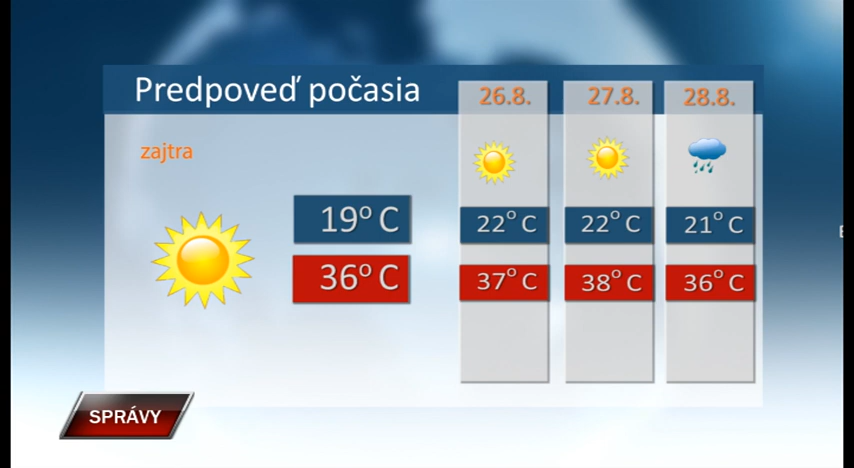 Predpoveď počasia
zajtra
19° C
36° C
26.8.
22° C
37° C
27.8.
22° C
38° C
28.8.
21° C
36° C
SPRÁVY